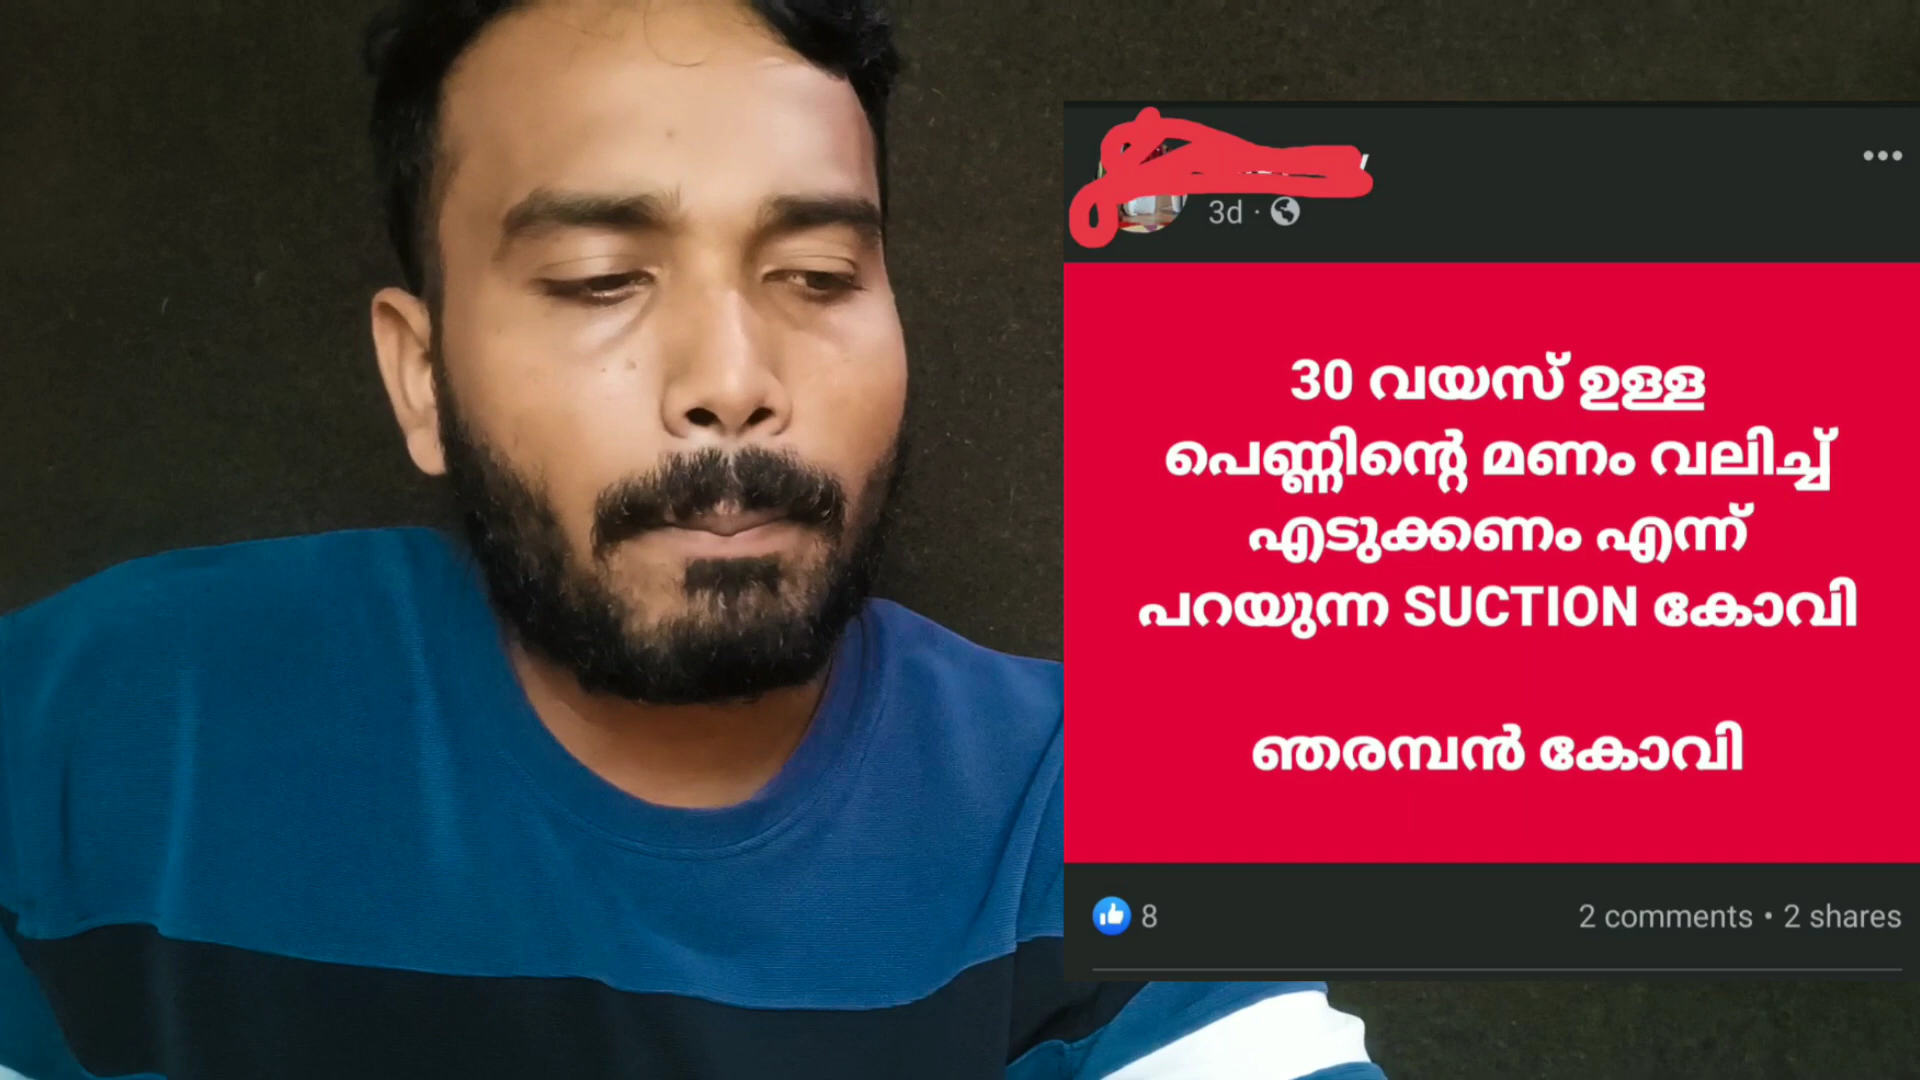 3d ·
30 വയസ് ഉള്ള
പെണ്ണിന്റെ മണം വലിച്ച്
എടുക്കണം എന്ന്
പറയുന്ന SUCTION കോവി
ഞരമ്പൻ കോവി
8
2 comments • 2 shares